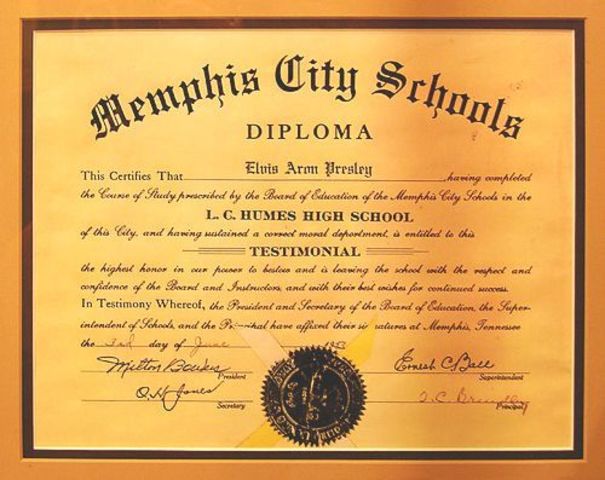 Memphis City Schools
DIPLOMA
This Certifies That Elvis Aron Presley, having completed
the Course of Study prescribed by the Board of Education of the Memphis City Schools in the
L. C. HUMES HIGH SCHOOL
of this City, and having sustained a correct moral deportment, is entitled to this
TESTIMONIAL
the highest honor in our power to bestow and is leaving the school with the respect and
confidence of the Board and Instructors, and with their best wishes for continued success.
In Testimony Whereof, the President and Secretary of the Board of Education, the Super-
intendent of Schools, and the Principal have affixed their signatures at Memphis, Tennessee
the 3rd day of June 1953
Milton Bowers
President
Ernest C Ball
Superintendent
O.H. Jones
Secretary
T. C. Brindley
Principal